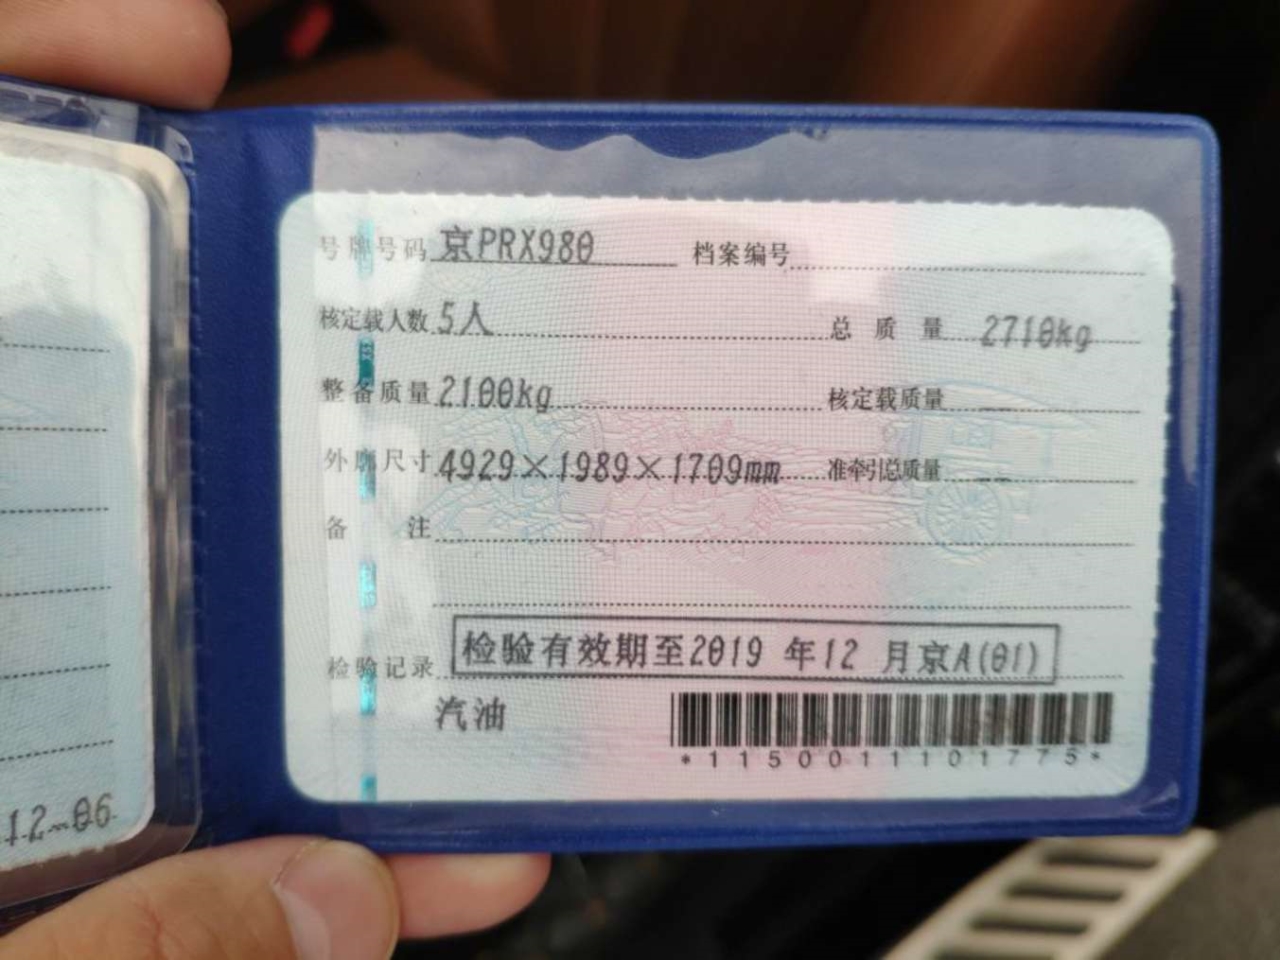 号牌号码 京PRX980 档案编号
核定载人数 5人 总质量 2710kg
整备质量 2100kg 核定载质量 --
外廓尺寸 4929×1989×1709mm 准牵引总质量 --
备注
检验记录 检验有效期至2019 年12 月京A(01)
汽油
*1150011101775*
12-06